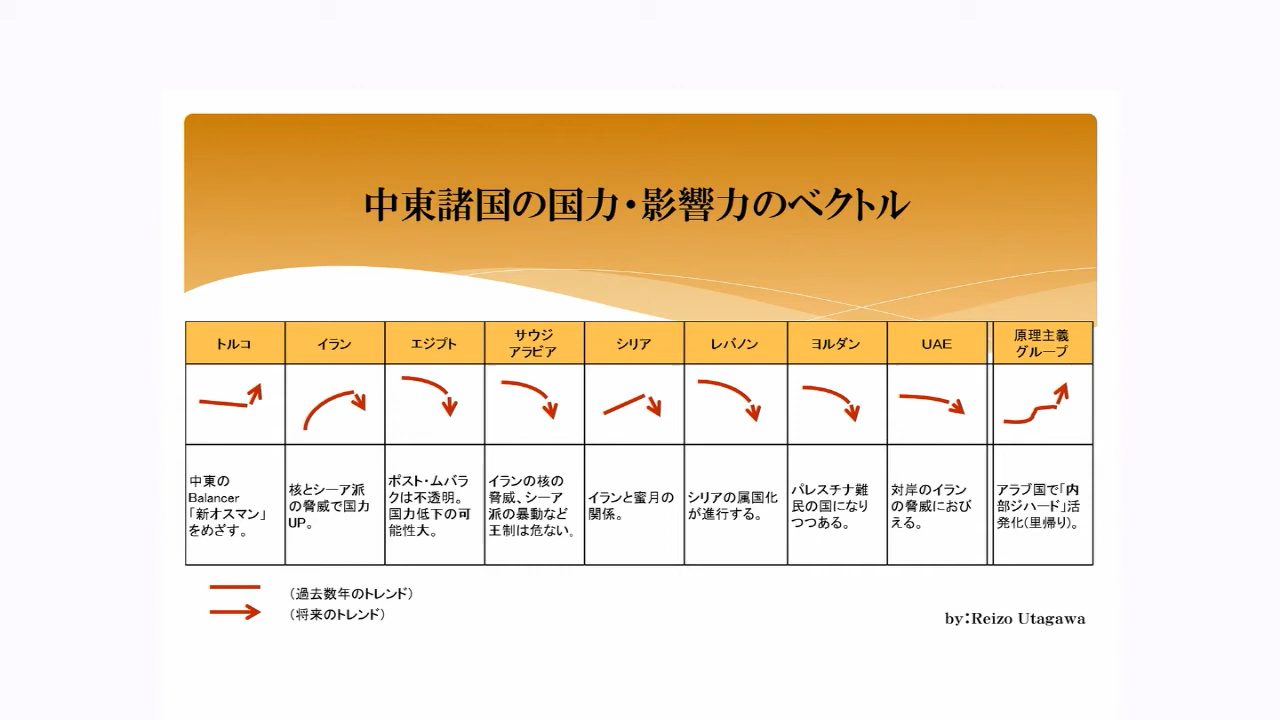 中東諸国の国力・影響力のベクトル
トルコ
イラン
エジプト
サウジ
アラビア
シリア
レバノン
ヨルダン
UAE
原理主義
グループ
中東の
Balancer
「新オスマン」
をめざす。
核とシーア派
の脅威で国力
UP。
ポスト・ムバラ
クは不透明。
国力低下の可
能性大。
イランの核の
脅威、シーア
派の暴動など
王制は危ない。
イランと蜜月の
関係。
シリアの属国化
が進行する。
パレスチナ難
民の国になり
つつある。
対岸のイラン
の脅威におび
える。
アラブ国で「内
部ジハード」活
発化(里帰り)。
（過去数年のトレンド）
（将来のトレンド）
by：Reizo Utagawa